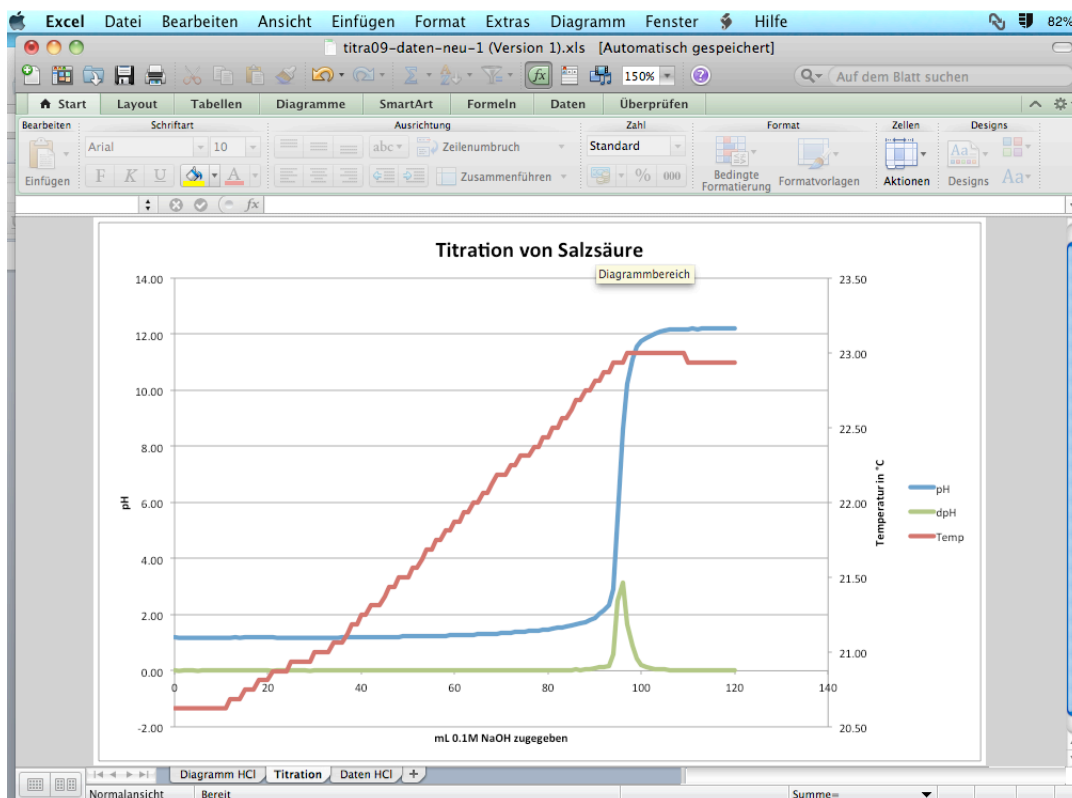 Excel Datei Bearbeiten Ansicht Einfügen Format Extras Diagramm Fenster Hilfe 82%
titra09-daten-neu-1 (Version 1).xls [Automatisch gespeichert]
150% Auf dem Blatt suchen
Start Layout Tabellen Diagramme SmartArt Formeln Daten Überprüfen
Bearbeiten Schriftart Ausrichtung Zahl Format Zellen Designs
Arial 10 abc Zeilenumbruch Standard
Einfügen F K U A Zusammenführen % 000 Bedingte Formatierung Formatvorlagen Aktionen Designs Aa
fx
Titration von Salzsäure
Diagrammbereich
14.00 23.50
12.00 23.00
10.00
22.50
8.00
6.00 22.00
4.00
21.50
2.00
21.00
0.00
-2.00 20.50
0 20 40 60 80 100 120 140
pH
Temperatur in °C
pH
dpH
Temp
mL 0.1M NaOH zugegeben
Diagramm HCl Titration Daten HCl +
Normalansicht Bereit Summe=